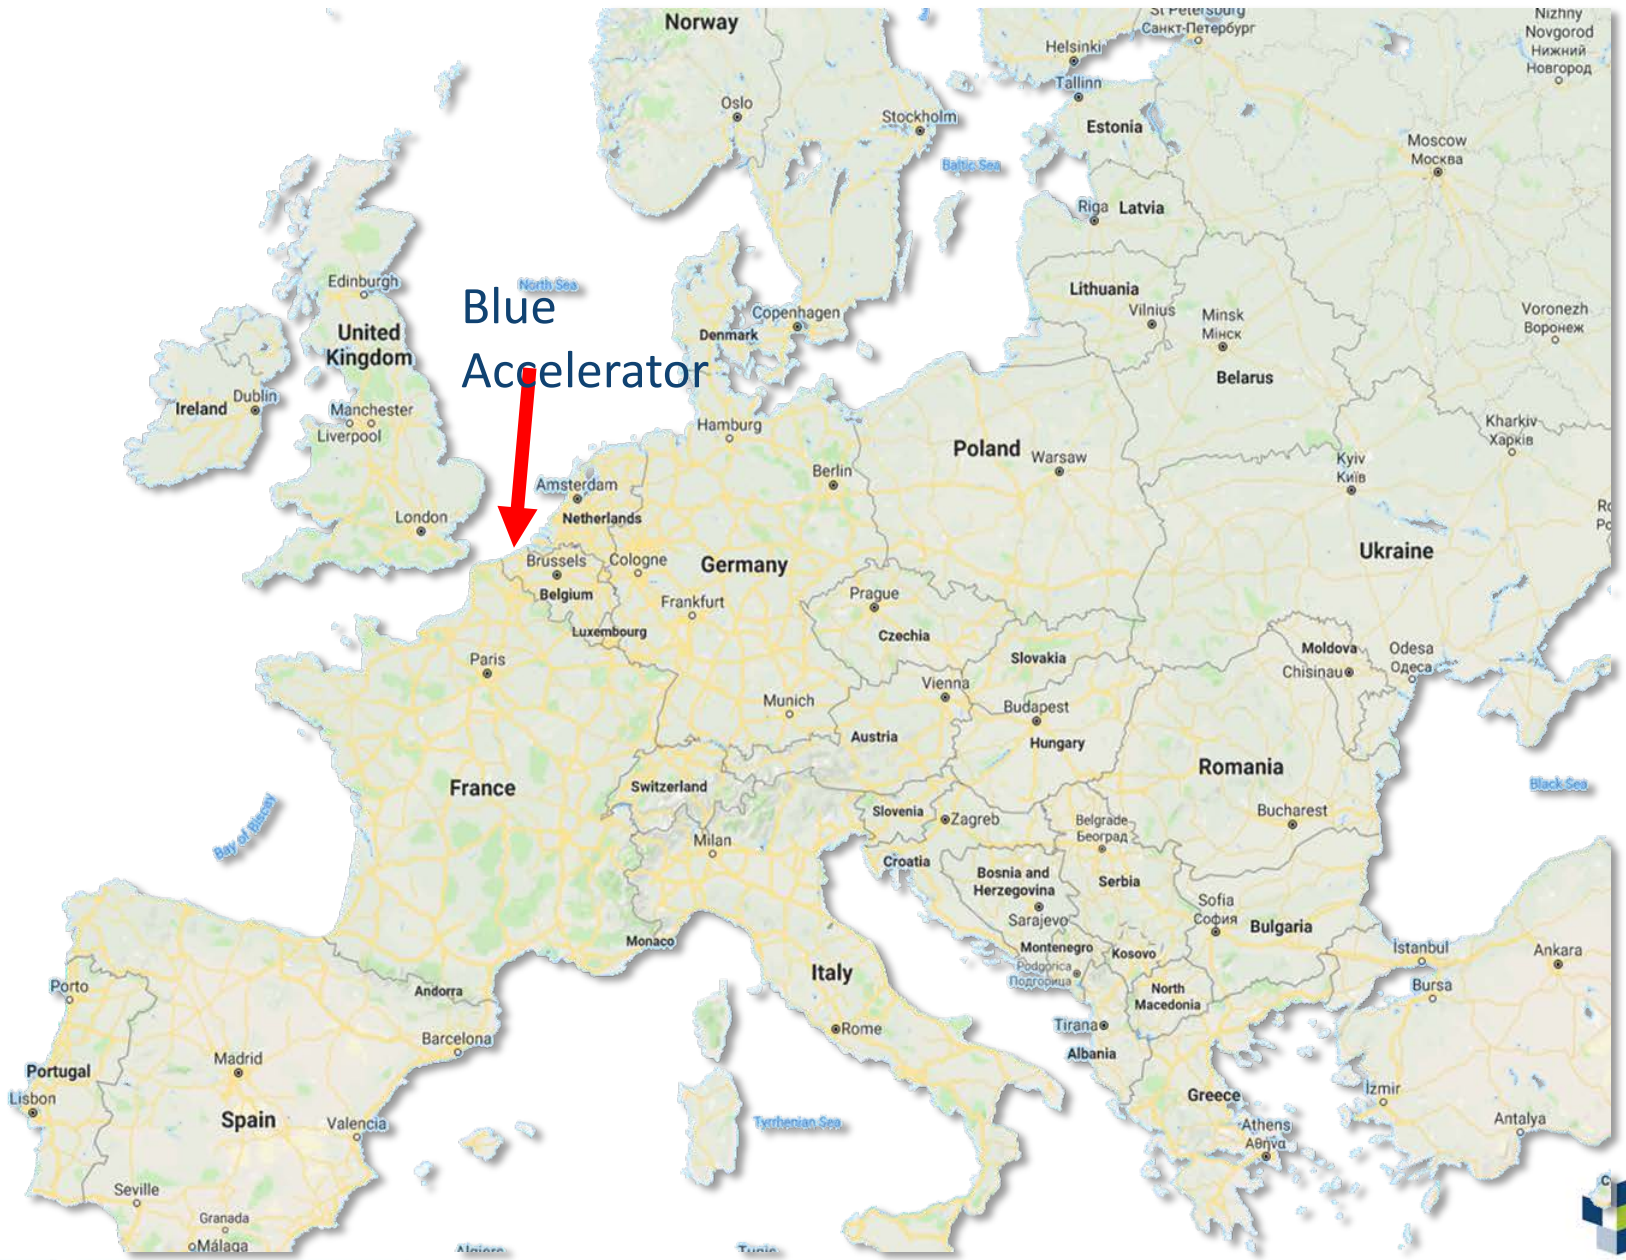 Norway
St Petersburg
Санкт-Петербург
Nizhny
Novgorod
Нижний
Новгород
Helsinki
Tallinn
Oslo
Stockholm
Estonia
Moscow
Москва
Baltic Sea
Riga
Latvia
Edinburgh
North Sea
Blue
Accelerator
Lithuania
Vilnius
Minsk
Мінск
Voronezh
Воронеж
Copenhagen
Denmark
United
Kingdom
Belarus
Dublin
Ireland
Manchester
Liverpool
Hamburg
Kharkiv
Харків
Poland
Warsaw
Kyiv
Київ
Berlin
Amsterdam
Netherlands
London
Ukraine
Brussels
Belgium
Cologne
Germany
Frankfurt
Prague
Czechia
Luxembourg
Paris
Slovakia
Moldova
Chisinau
Odesa
Одеса
Munich
Vienna
Budapest
Hungary
Austria
Romania
France
Switzerland
Black Sea
Slovenia
Zagreb
Belgrade
Београд
Bucharest
Bay of Biscay
Milan
Croatia
Bosnia and
Herzegovina
Sarajevo
Serbia
Sofia
София
Bulgaria
Monaco
Montenegro
Podgorica
Подгорица
Kosovo
İstanbul
Ankara
Bursa
Italy
Andorra
Porto
North
Macedonia
Rome
Tirana
Albania
Barcelona
Madrid
Portugal
Lisbon
Spain
Valencia
Tyrrhenian Sea
Greece
İzmir
Athens
Αθήνα
Antalya
Seville
Granada
Málaga
Algiers
Tunis